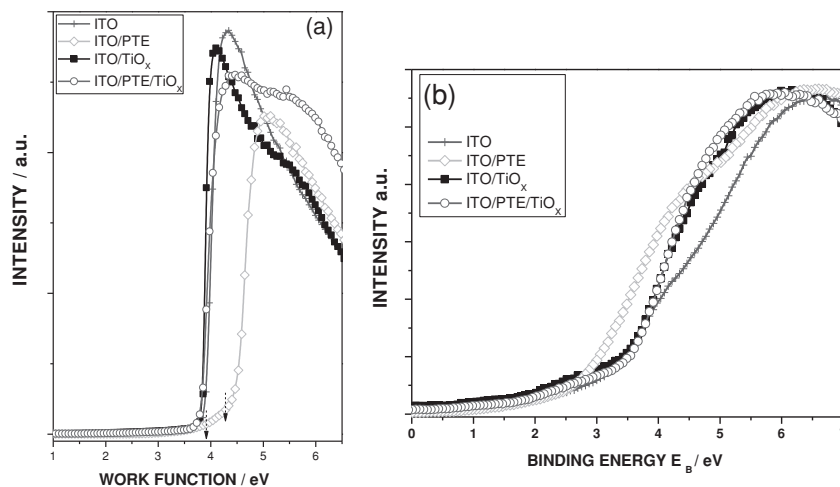 (a)
ITO
ITO/PTE
ITO/TiOx
ITO/PTE/TiOx
INTENSITY / a.u.
1 2 3 4 5 6
WORK FUNCTION / eV
(b)
ITO
ITO/PTE
ITO/TiOx
ITO/PTE/TiOx
INTENSITY a.u.
0 1 2 3 4 5 6
BINDING ENERGY E B / eV